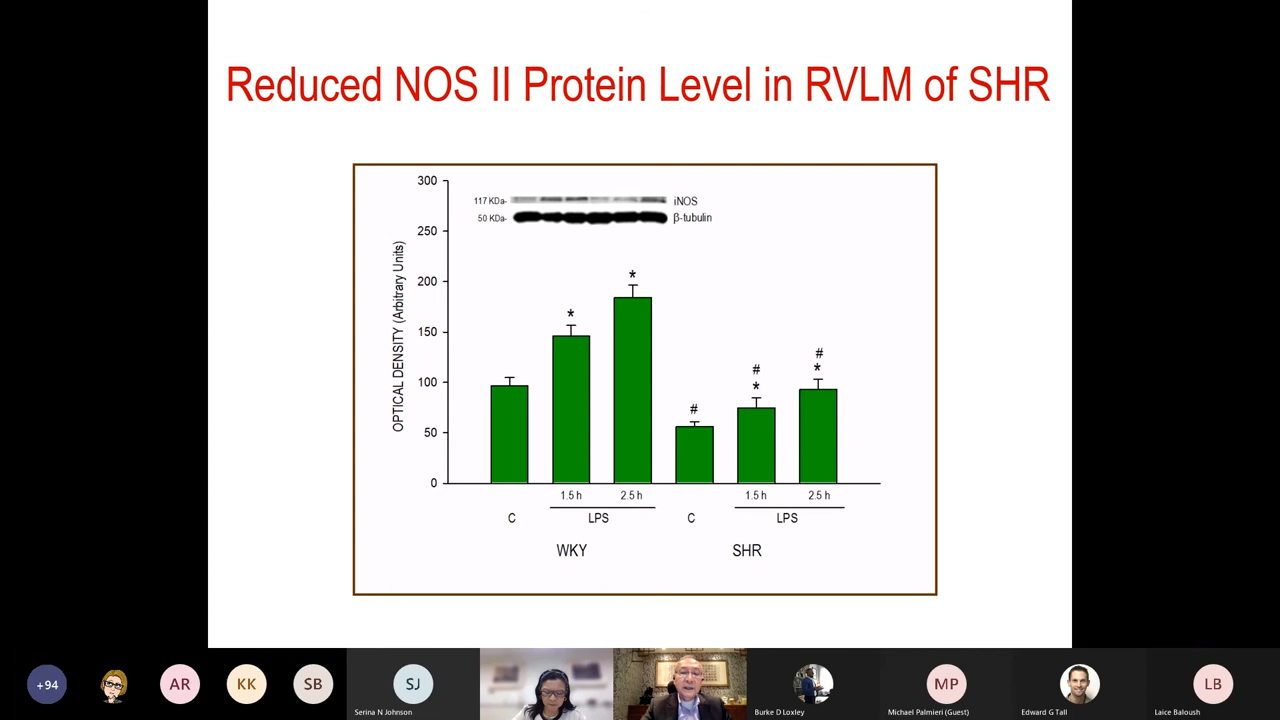 Reduced NOS II Protein Level in RVLM of SHR
300
250
200
150
100
50
0
OPTICAL DENSITY (Arbitrary Units)
117 KDa-
iNOS
50 KDa-
β-tubulin
*
*
#
#
*
#
*
1.5 h
2.5 h
1.5 h
2.5 h
C
LPS
C
LPS
WKY
SHR
+94
AR
KK
SB
SJ
Serina N Johnson
Burke D Loxley
MP
Michael Palmieri (Guest)
Edward G Tall
LB
Laice Baloush